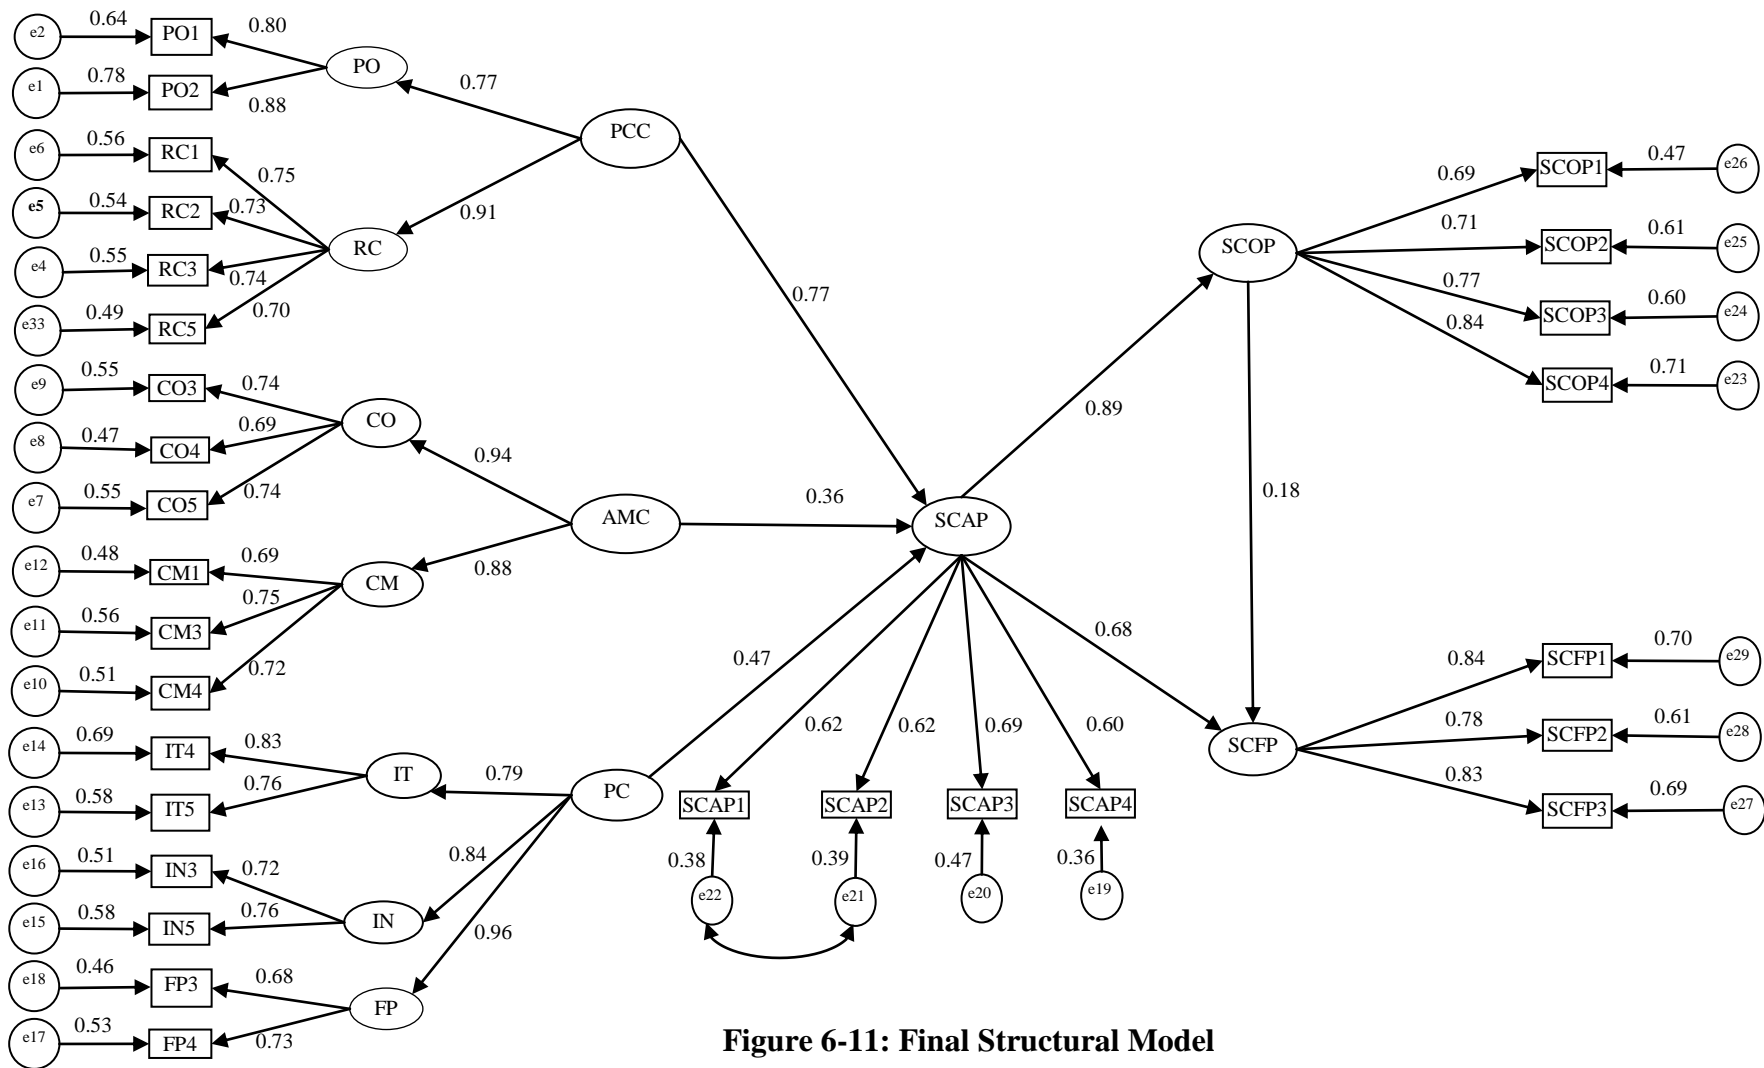 e2 0.64 PO1 0.80
PO
e1 0.78 PO2 0.88
0.77
PCC
e6 0.56 RC1 0.75
e5 0.54 RC2 0.73
RC 0.91
e4 0.55 RC3 0.74
e33 0.49 RC5 0.70
0.77
e9 0.55 CO3 0.74
CO
e8 0.47 CO4 0.69
0.94
e7 0.55 CO5 0.74
AMC 0.36 SCAP
e12 0.48 CM1 0.69
CM 0.88
e11 0.56 CM3 0.75
e10 0.51 CM4 0.72
0.47
e14 0.69 IT4 0.83
IT 0.79 PC
e13 0.58 IT5 0.76
e16 0.51 IN3 0.72
0.84
IN
e15 0.58 IN5 0.76
0.96
e18 0.46 FP3 0.68
FP
e17 0.53 FP4 0.73
0.62 0.62 0.69 0.60
SCAP1 SCAP2 SCAP3 SCAP4
0.38 0.39 0.47 0.36
e22 e21 e20 e19
0.89
0.68
0.18
SCOP
0.69 SCOP1 0.47 e26
0.71 SCOP2 0.61 e25
0.77 SCOP3 0.60 e24
0.84 SCOP4 0.71 e23
SCFP
0.84 SCFP1 0.70 e29
0.78 SCFP2 0.61 e28
0.83 SCFP3 0.69 e27
Figure 6-11: Final Structural Model